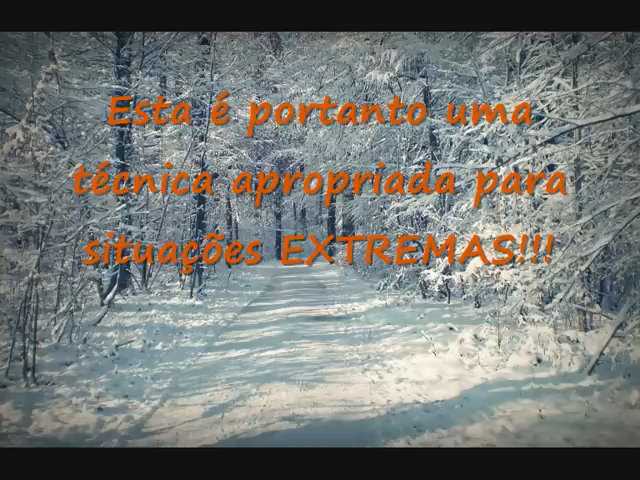 Esta é portanto uma
técnica apropriada para
situações EXTREMAS!!!